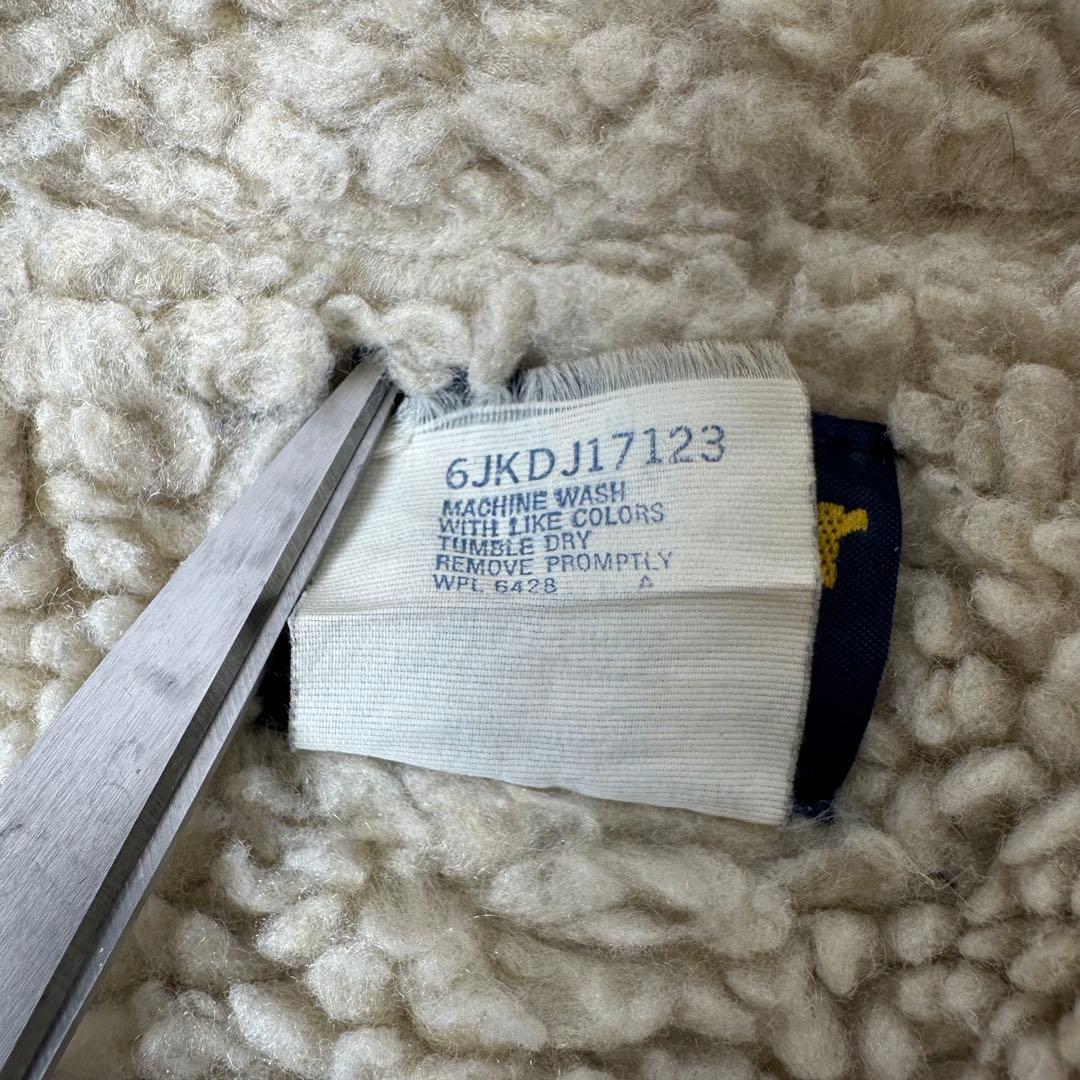 6JKDJ17123
MACHINE WASH
WITH LIKE COLORS
TUMBLE DRY
REMOVE PROMPTLY
WPL 6428 A